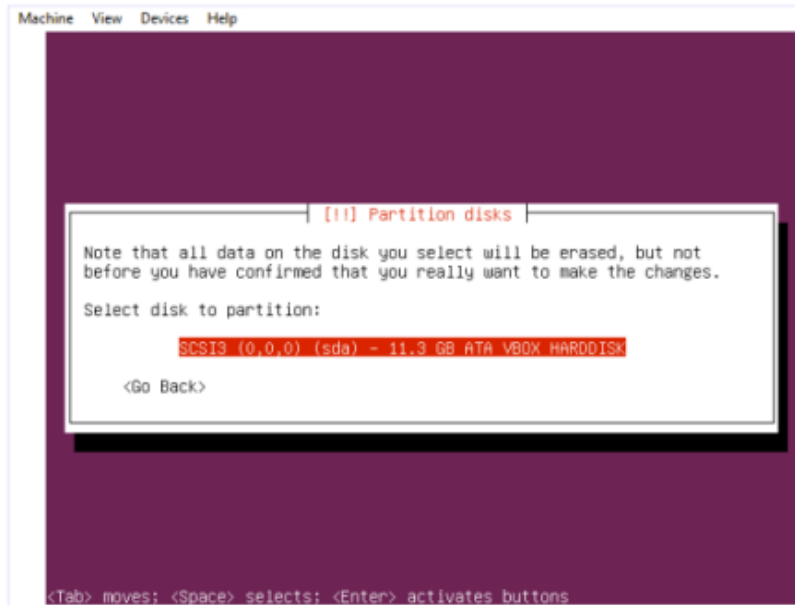 Machine View Devices Help
[!!] Partition disks
Note that all data on the disk you select will be erased, but not
before you have confirmed that you really want to make the changes.
Select disk to partition:
SCSI3 (0,0,0) (sda) - 11.3 GB ATA VBOX HARDDISK
<Go Back>
<Tab> moves; <Space> selects; <Enter> activates buttons